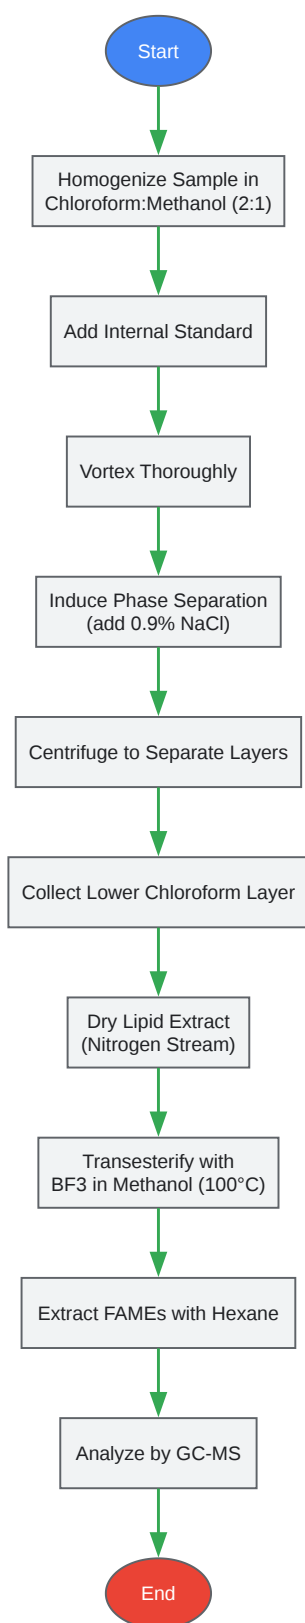 Start
Homogenize Sample in
Chloroform:Methanol (2:1)
Add Internal Standard
Vortex Thoroughly
Induce Phase Separation
(add 0.9% NaCl)
Centrifuge to Separate Layers
Collect Lower Chloroform Layer
Dry Lipid Extract
(Nitrogen Stream)
Transesterify with
BF3 in Methanol (100°C)
Extract FAMEs with Hexane
Analyze by GC-MS
End